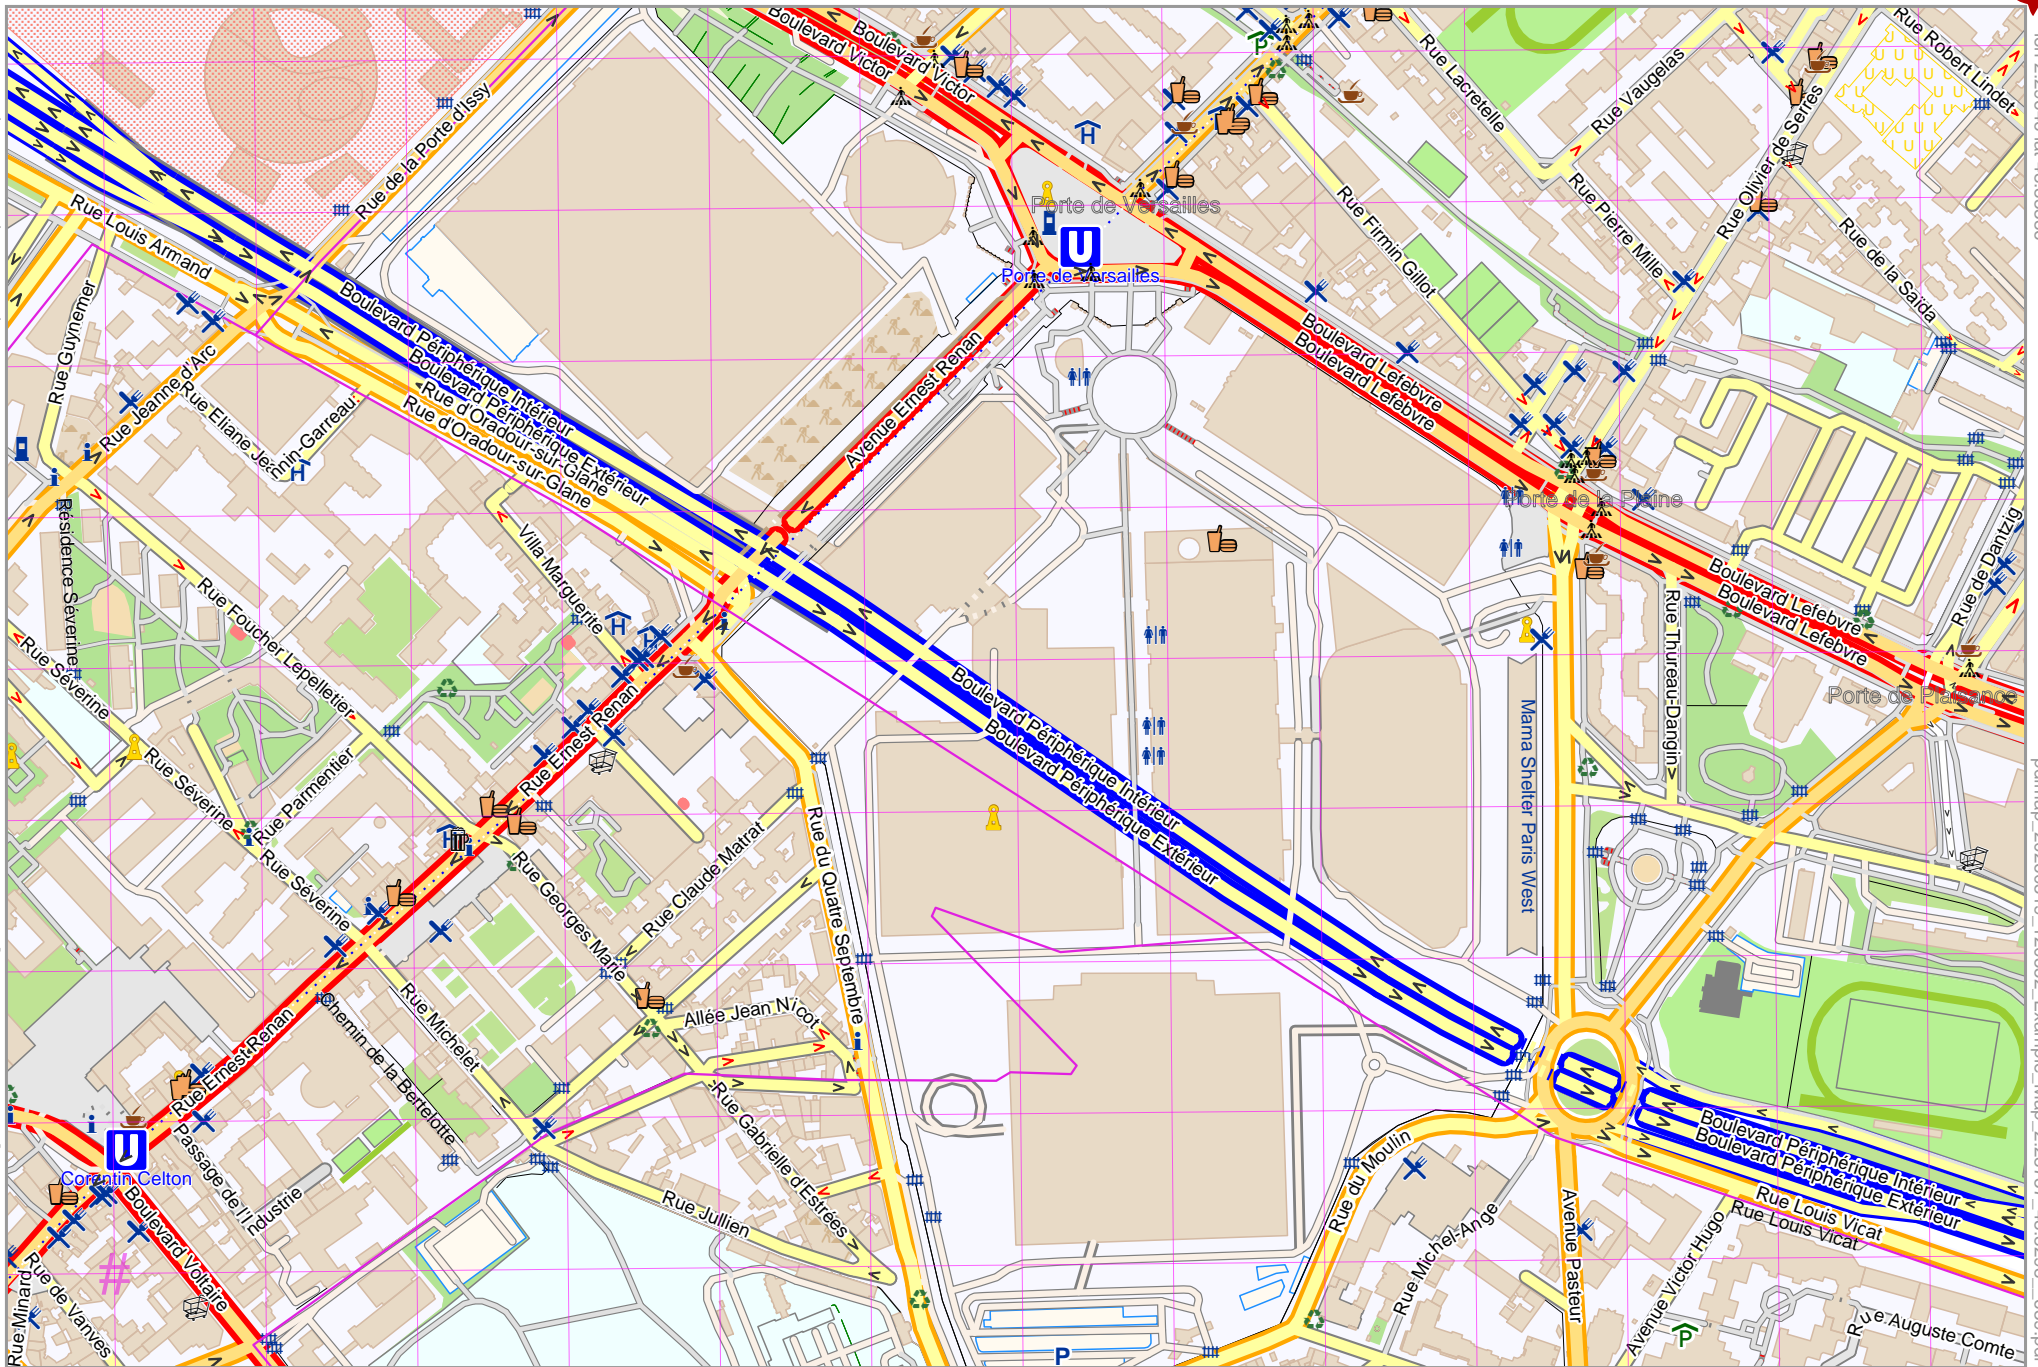 Boulevard Victor
Boulevard Victor
Rue Lacretelle
Rue Vaugelas
Rue Robert Lindet
Rue Olivier de Serres
Rue de la Porte d'Issy
Rue Louis Armand
Porte de Versailles
Porte de Versailles
Rue Firmin Gillot
Rue Pierre Mille
Rue de la Saïda
Rue Guynemer
Rue Jeanne d'Arc
Boulevard Périphérique Intérieur
Boulevard Périphérique Extérieur
Rue d'Oradour-sur-Glane
Rue d'Oradour-sur-Glane
Avenue Ernest Renan
Boulevard Lefebvre
Boulevard Lefebvre
Porte de la Plaine
Résidence Séverine
Villa Marguerite
Rue Foucher Lepelletier
Rue Séverine
Rue de Dantzig
Boulevard Lefebvre
Boulevard Lefebvre
Rue Thureau-Dangin
Porte de Plaisance
Mama Shelter Paris West
Boulevard Périphérique Intérieur
Boulevard Périphérique Extérieur
Rue Ernest Renan
Rue Séverine
Rue Parmentier
Rue Séverine
Rue Georges Marie
Rue Claude Matrat
Rue du Quatre Septembre
Allée Jean Nicot
Rue Michelet
Chemin de la Bertelotte
Rue Ernest Renan
Corentin Celton
Passage de l'Industrie
Boulevard Voltaire
Rue de Vanves
Rue Minard
Rue Gabrielle d'Estrées
Rue Jullien
Rue du Moulin
Rue Michel-Ange
Avenue Pasteur
Avenue Victor Hugo
Boulevard Périphérique Intérieur
Boulevard Périphérique Extérieur
Rue Louis Vicat
Rue Louis Vicat
Rue Auguste Comte
P